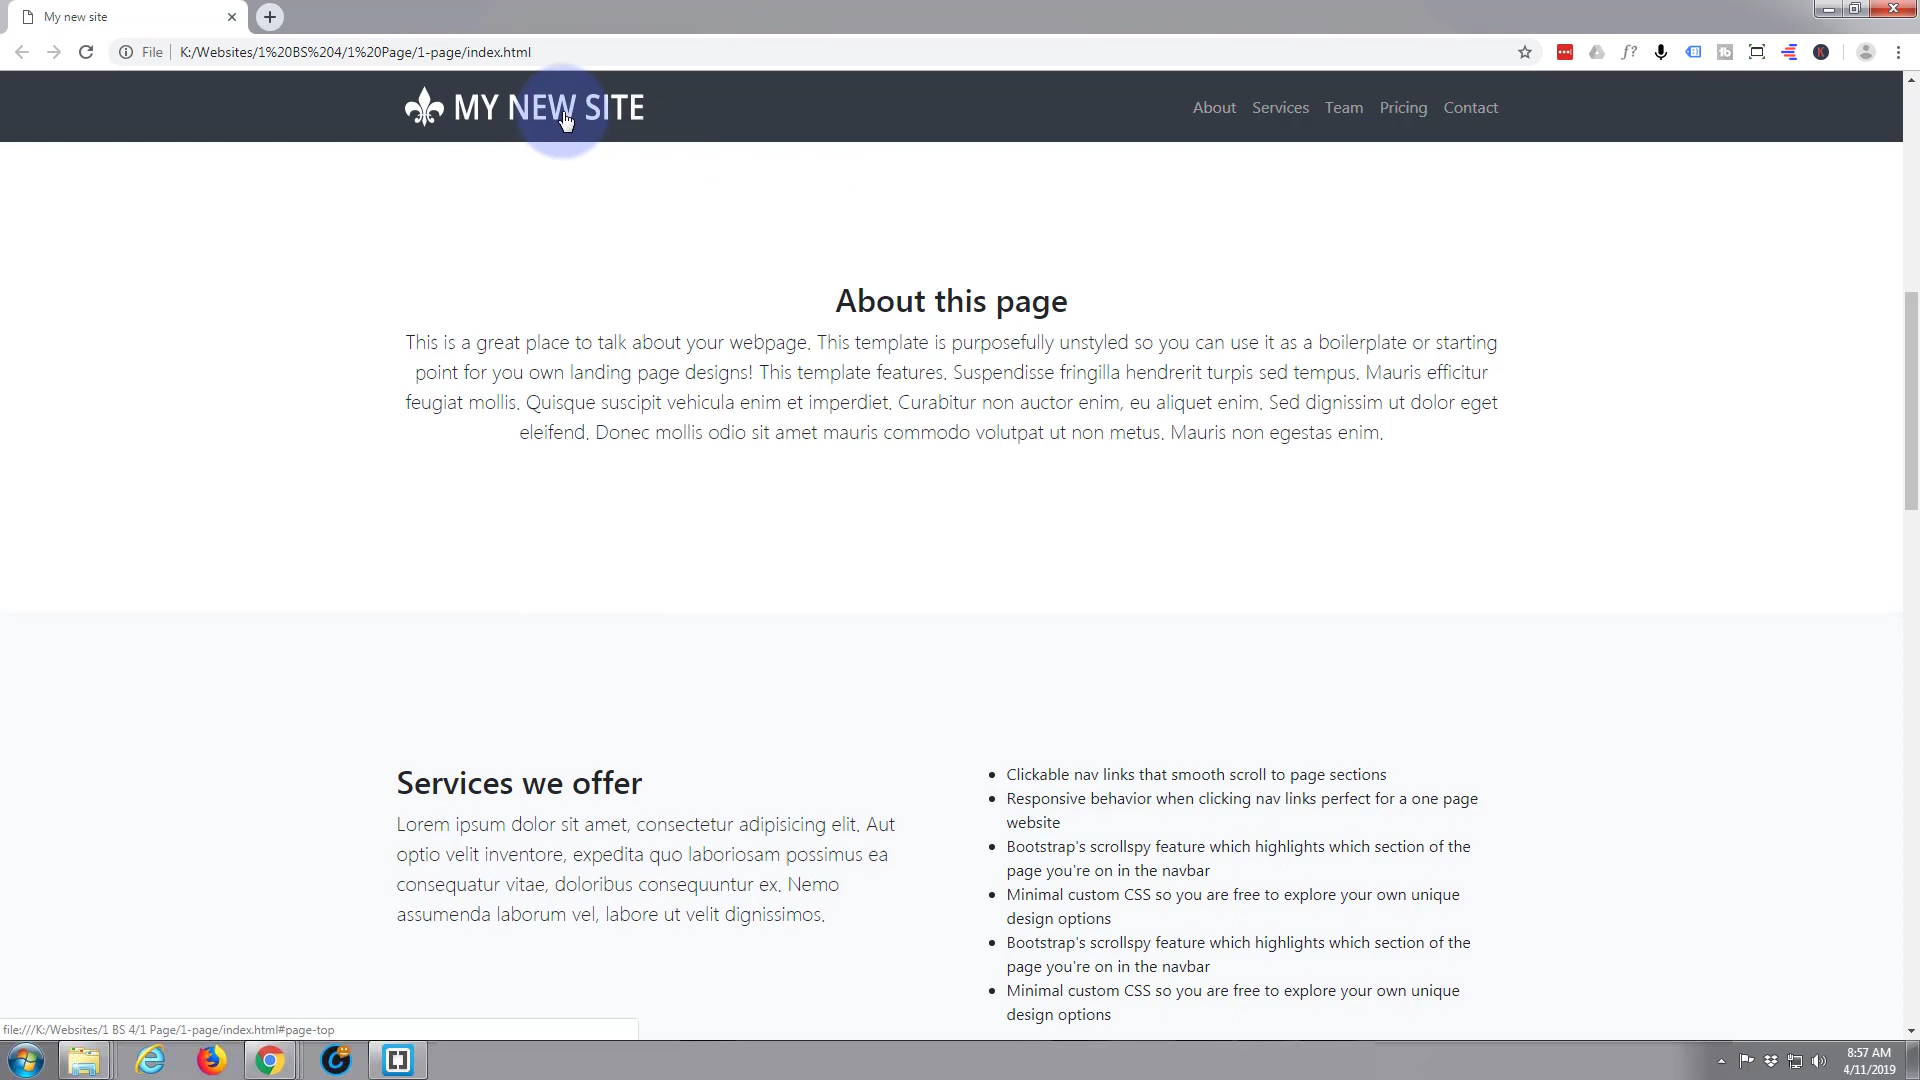 My new site
File
K:/Websites/1%20BS%204/1%20Page/1-page/index.html
MY NEW SITE
About
Services
Team
Pricing
Contact
About this page
This is a great place to talk about your webpage. This template is purposefully unstyled so you can use it as a boilerplate or starting
point for you own landing page designs! This template features. Suspendisse fringilla hendrerit turpis sed tempus. Mauris efficitur
feugiat mollis. Quisque suscipit vehicula enim et imperdiet. Curabitur non auctor enim, eu aliquet enim. Sed dignissim ut dolor eget
eleifend. Donec mollis odio sit amet mauris commodo volutpat ut non metus. Mauris non egestas enim.
Services we offer
Lorem ipsum dolor sit amet, consectetur adipisicing elit. Aut
optio velit inventore, expedita quo laboriosam possimus ea
consequatur vitae, doloribus consequuntur ex. Nemo
assumenda laborum vel, labore ut velit dignissimos.
Clickable nav links that smooth scroll to page sections
Responsive behavior when clicking nav links perfect for a one page
website
Bootstrap's scrollspy feature which highlights which section of the
page you're on in the navbar
Minimal custom CSS so you are free to explore your own unique
design options
Bootstrap's scrollspy feature which highlights which section of the
page you're on in the navbar
Minimal custom CSS so you are free to explore your own unique
design options
file:///K:/Websites/1 BS 4/1 Page/1-page/index.html#page-top
8:57 AM
4/11/2019